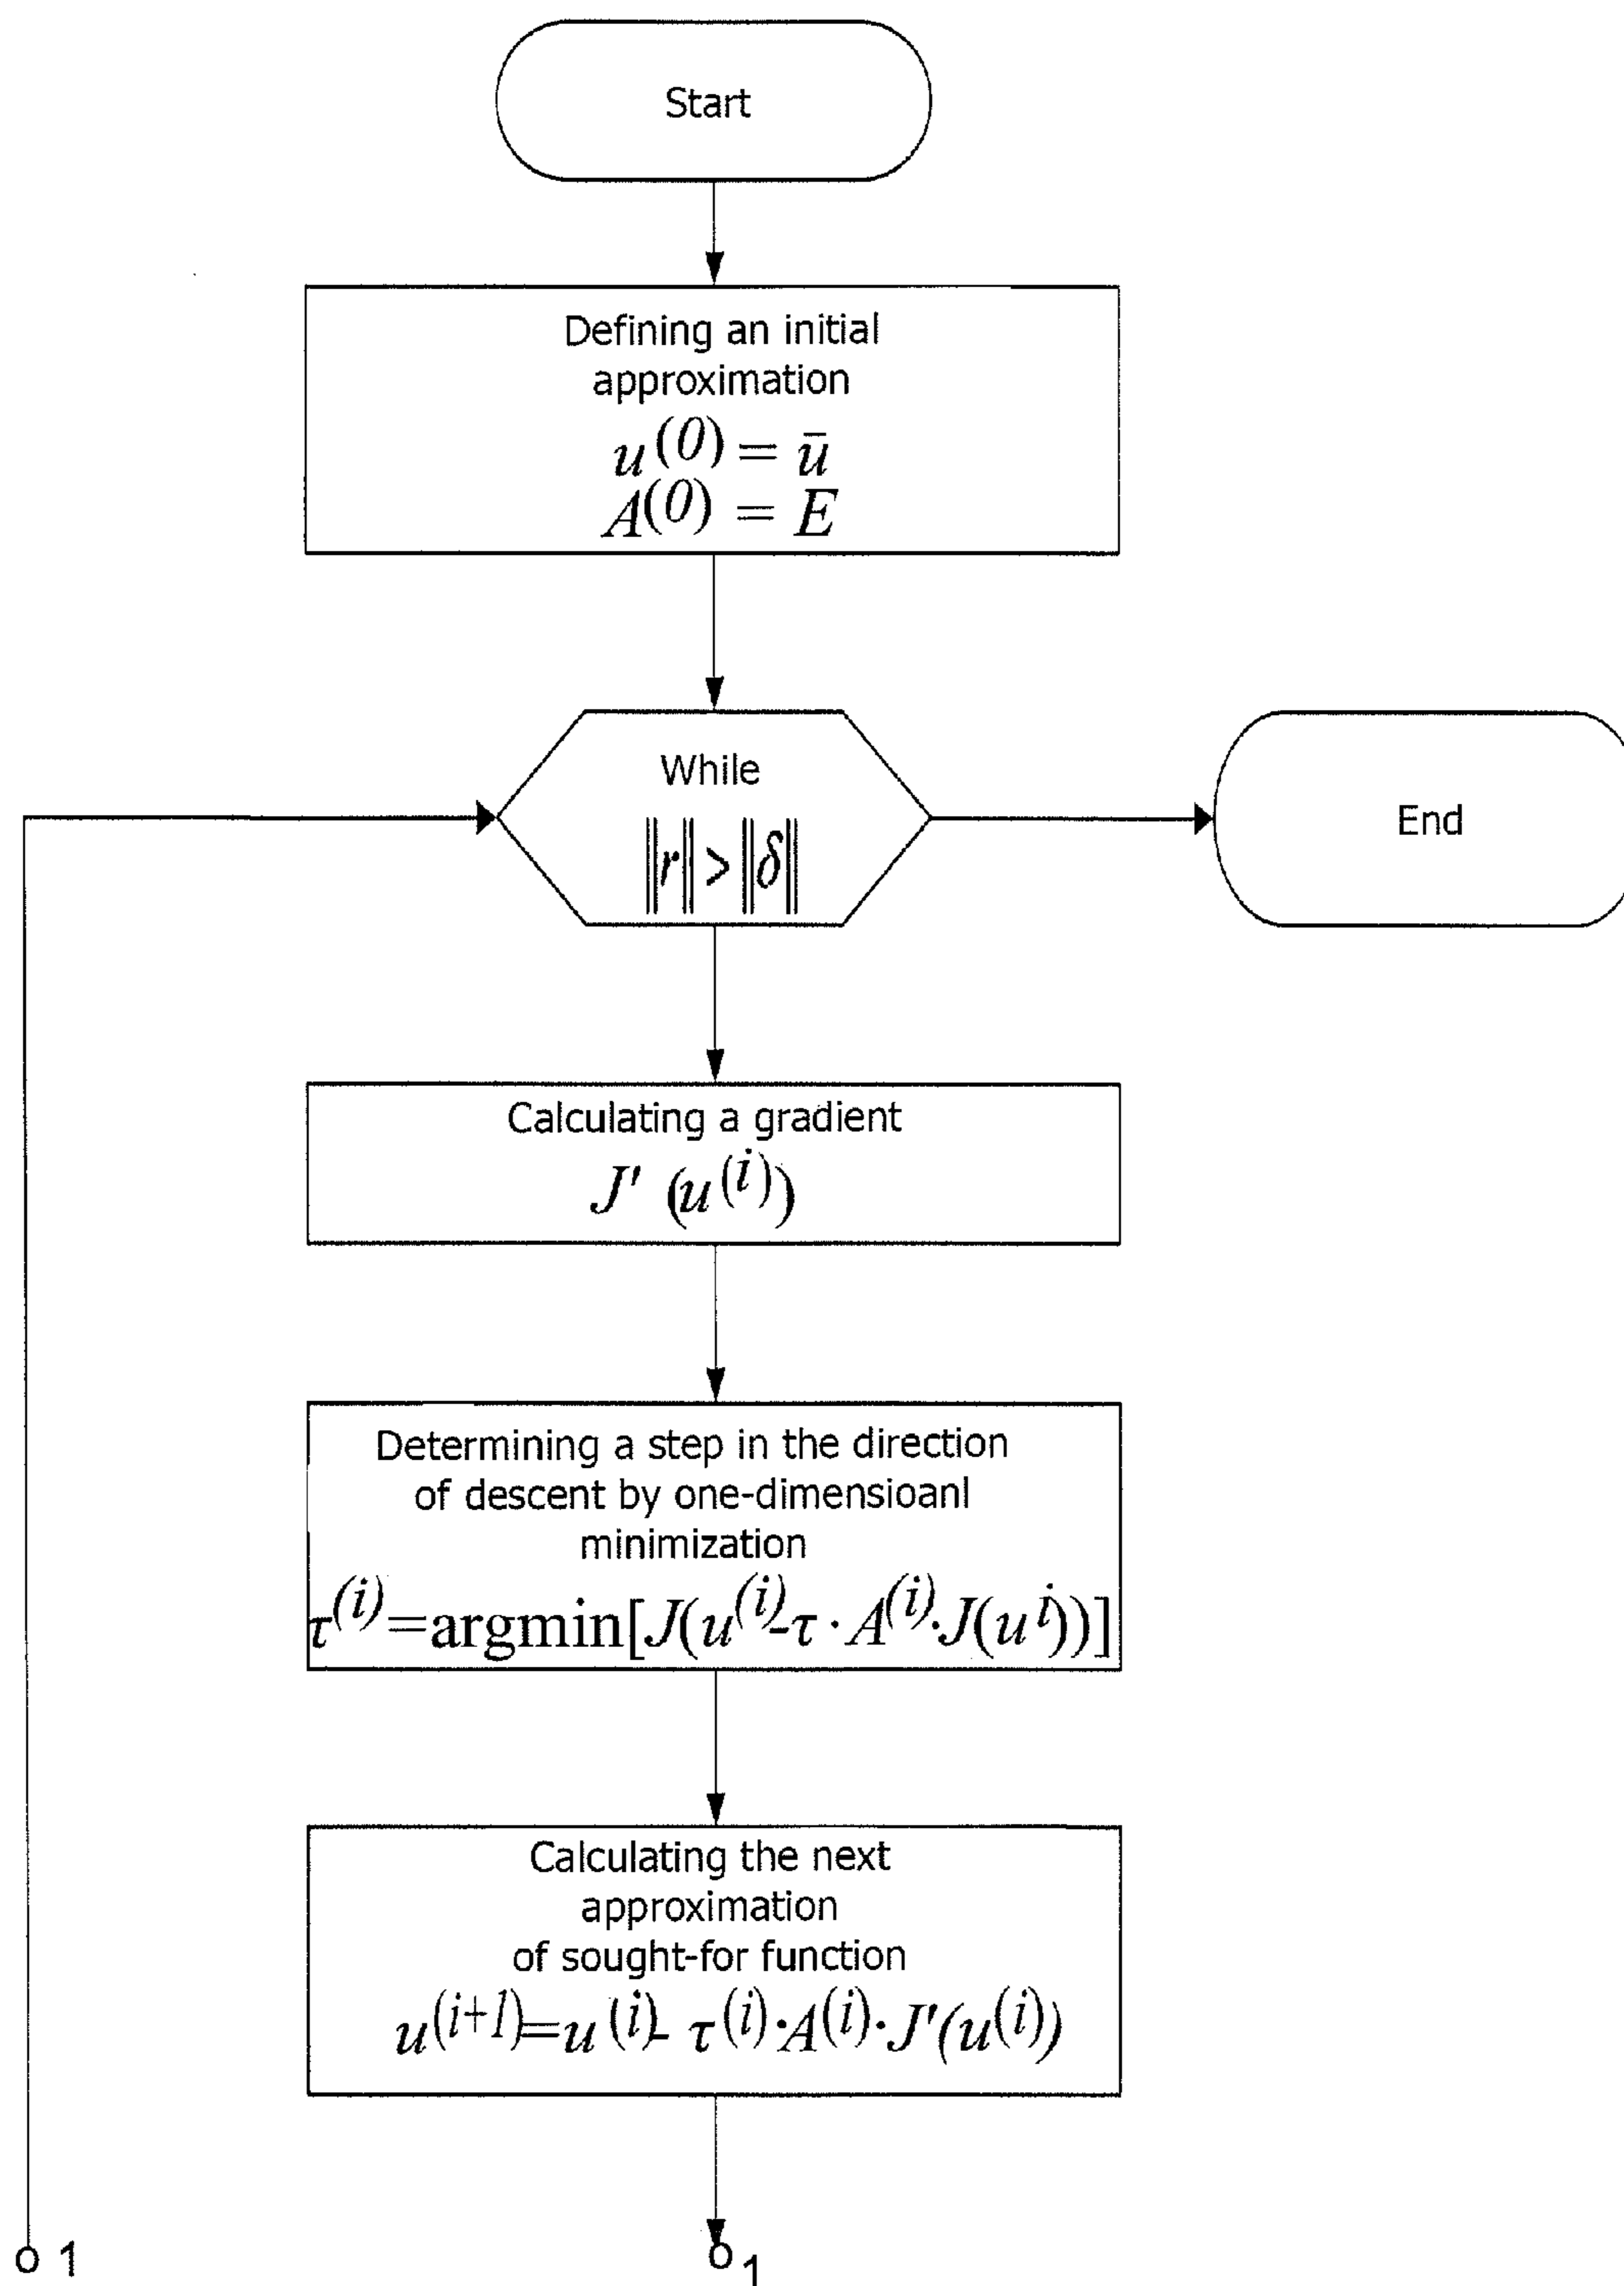 Start
Defining an initial
approximation
u^(0) = ū
A^(0) = E
While
‖r‖ > ‖δ‖
End
Calculating a gradient
J' (u^(i))
Determining a step in the direction
of descent by one-dimensioanl
minimization
τ^(i)=argmin[J(u^(i)-τ · A^(i)·J(u^i))]
Calculating the next
approximation
of sought-for function
u^(i+1)=u^(i)- τ^(i)·A^(i)·J'(u^(i))
1
1